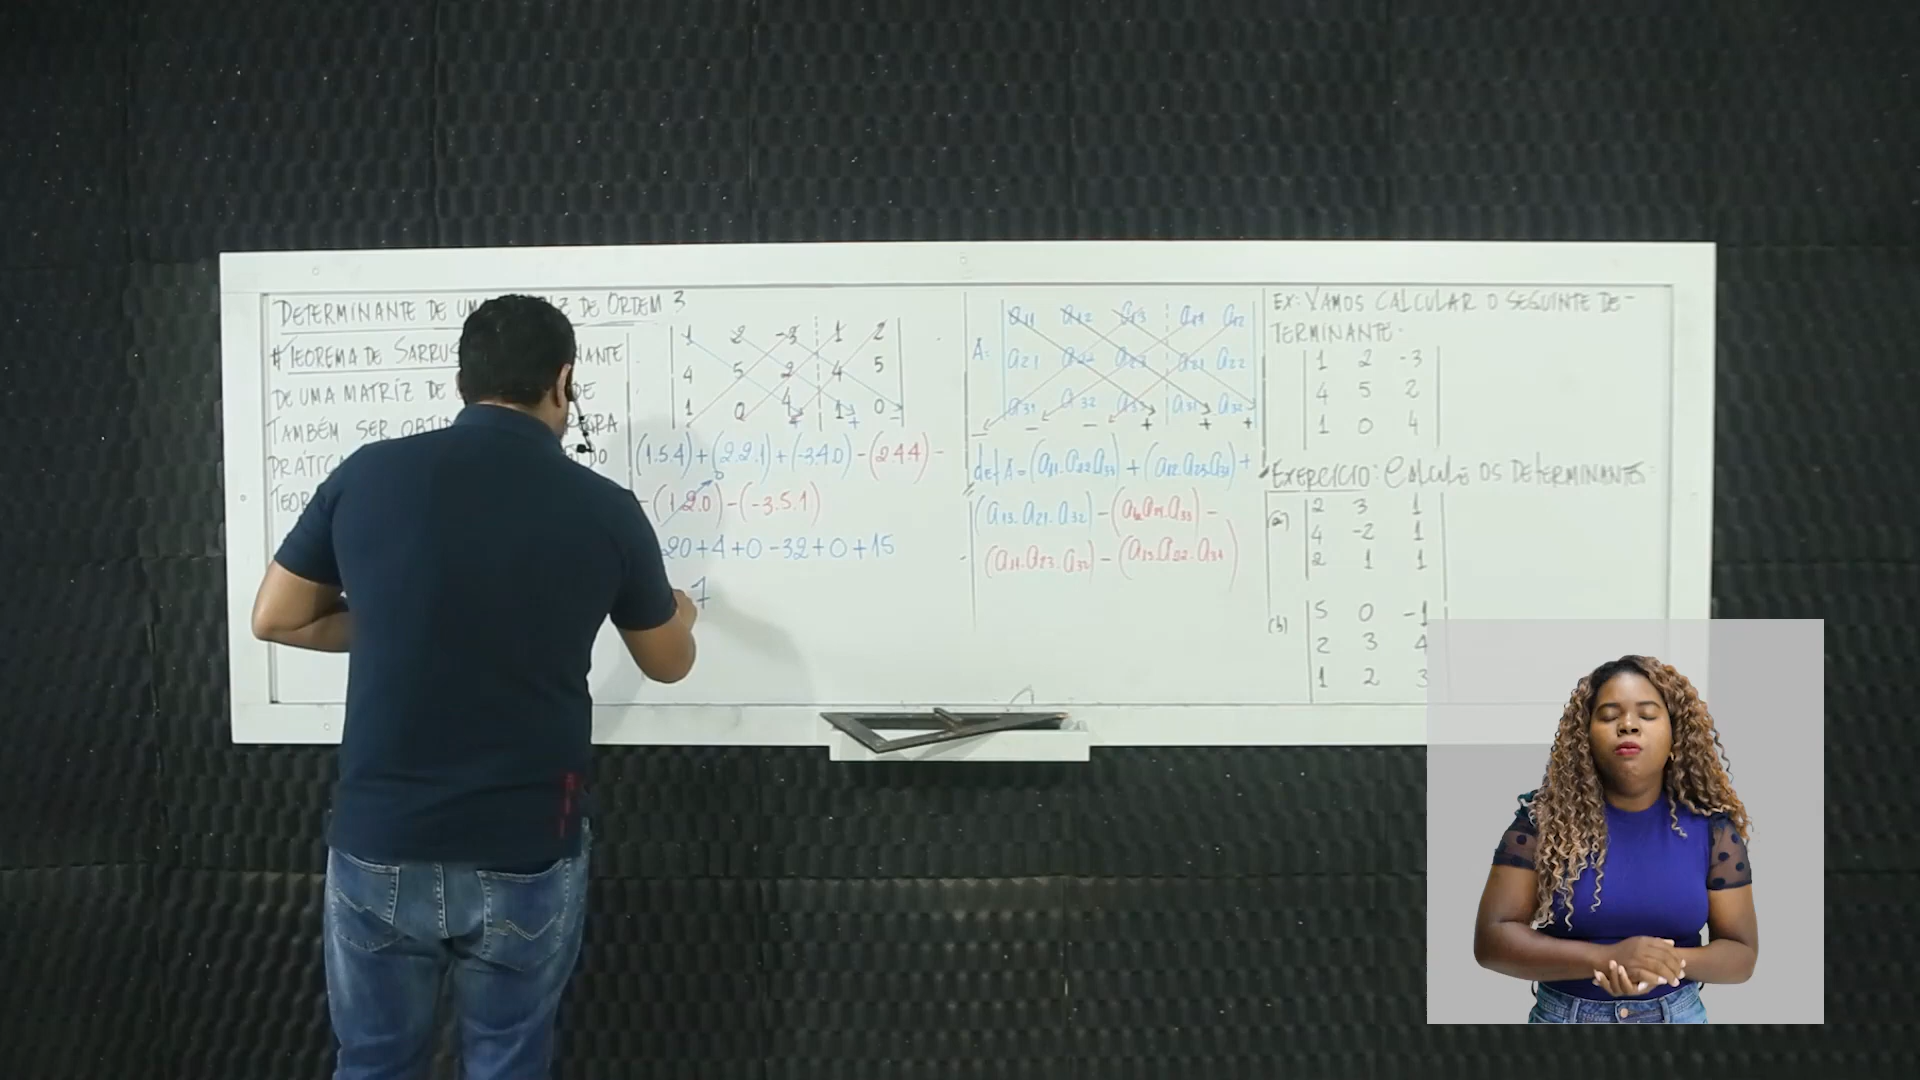 DETERMINANTE DE DE ORDEM 3
# TEOREMA DE SARRUS
DE UMA MATRIZ DE DE
TAMBÉM SER REGRA
1 2 -3 1 2
4 5 2 4 5
1 0 4 1 0
+ + -
(1.5.4) + (2.2.1) + (-3.4.0) - (2.4.4) -
- (1.2.0) - (-3.5.1)
0
20+4+0-32+0+15
7
A=
a11 a12 a13 a11 a12
a21 a22 a23 a21 a22
a31 a32 a33 a31 a32
- - - + + +
det A = (a11.a22.a33) + (a12.a23.a31) +
(a13.a21.a32) - (a12.a21.a33) -
- (a11.a23.a32) - (a13.a22.a31)
EX: VAMOS CALCULAR O SEGUINTE DE-
TERMINANTE.
1 2 -3
4 5 2
1 0 4
EXERCÍCIO: CALCULE OS DETERMINANTES:
(a)
2 3 1
4 -2 1
2 1 1
(b)
5 0 -1
2 3 4
1 2 3